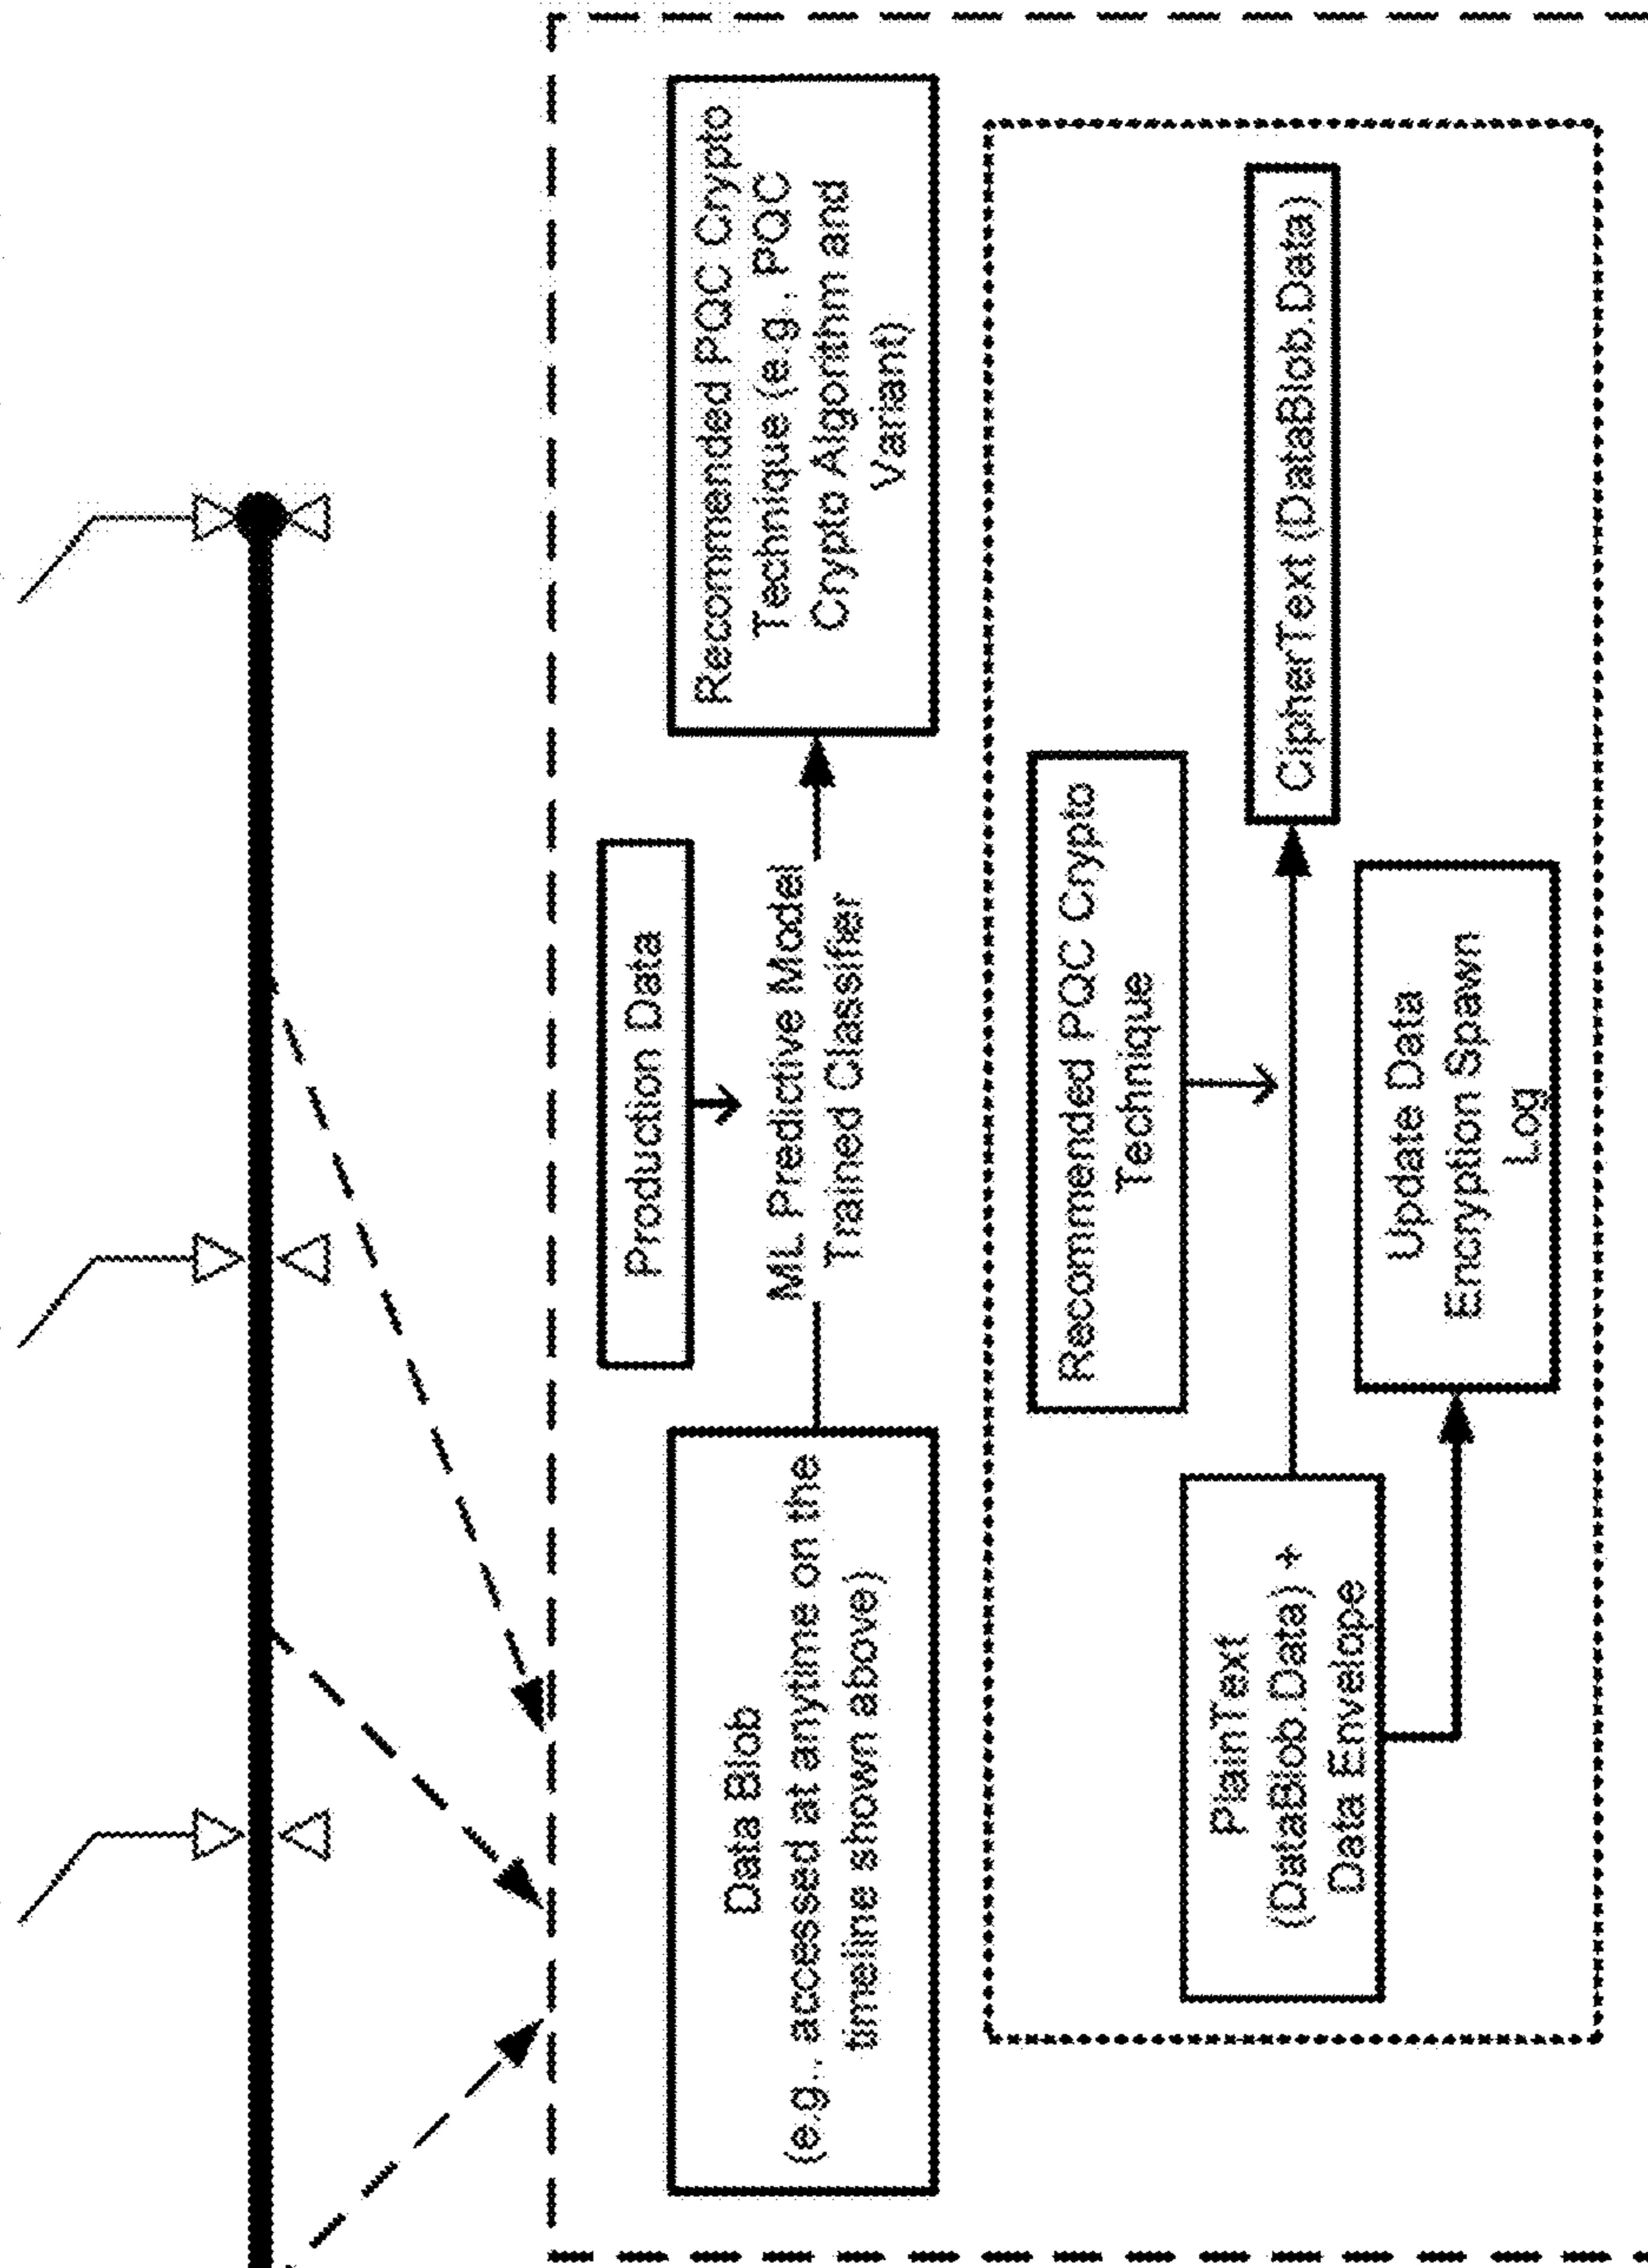 Production Data
Data Blob
(e.g., accessed at anytime on the
timeline shown above)
ML Predictive Model
Trained Classifier
Recommended PQC Crypto
Technique (e.g., PQC
Crypto Algorithm and
Variant)
Recommended PQC Crypto
Technique
PlainText
(DataBlob.Data) +
Data Envelope
CipherText (DataBlob.Data)
Update Data
Encryption Spawn
Log